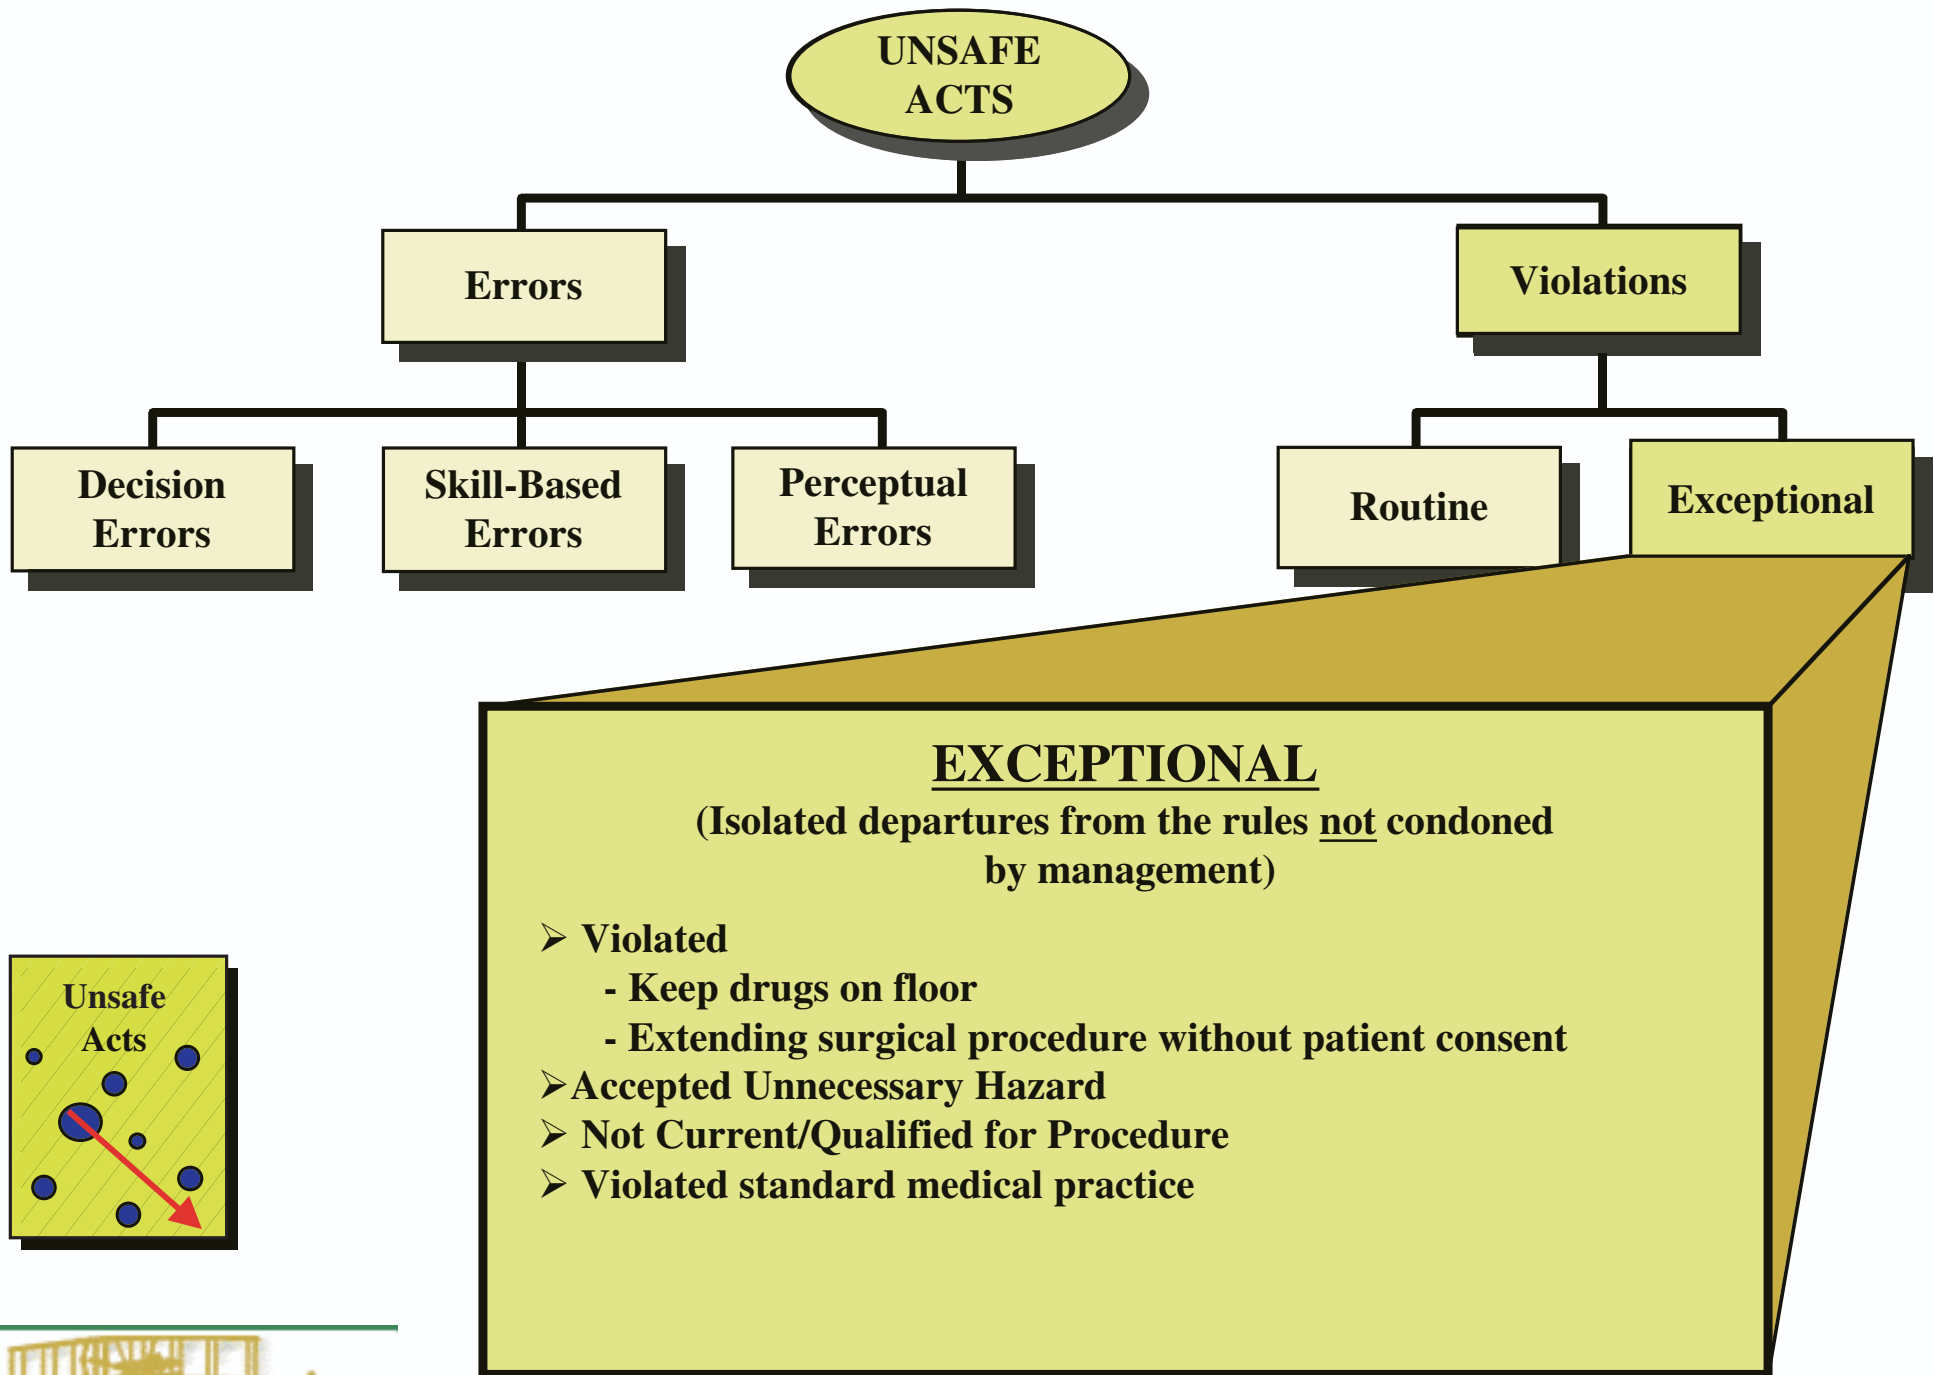 UNSAFE
ACTS
Errors
Violations
Decision
Errors
Skill-Based
Errors
Perceptual
Errors
Routine
Exceptional
EXCEPTIONAL
(Isolated departures from the rules not condoned
by management)
➢ Violated
- Keep drugs on floor
- Extending surgical procedure without patient consent
➢Accepted Unnecessary Hazard
➢ Not Current/Qualified for Procedure
➢ Violated standard medical practice
Unsafe
Acts